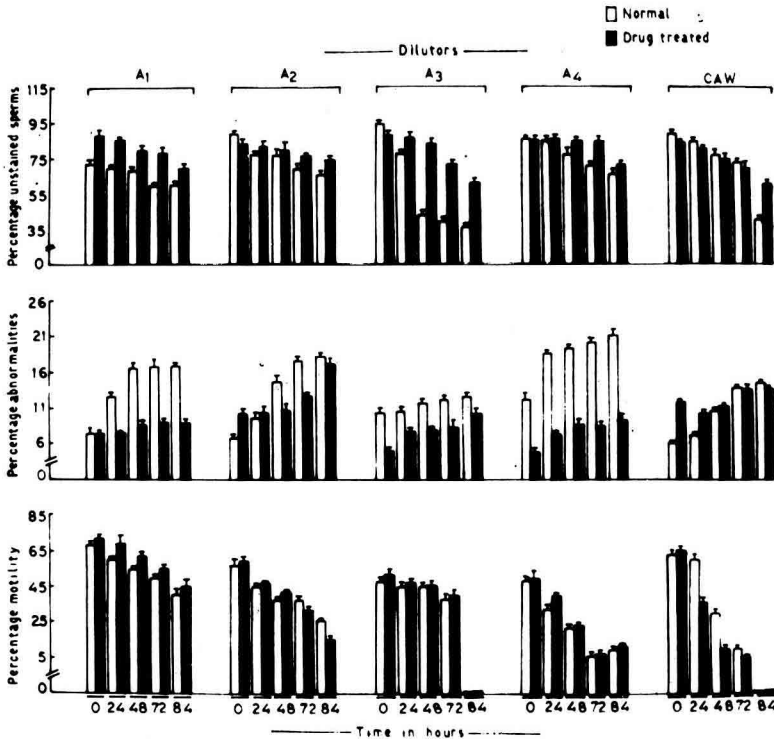 Normal
Drug treated
Dilutors
A1 A2 A3 A4 CAW
Percentage unstained sperms
115
95
75
55
35
0
Percentage abnormalities
26
21
16
11
6
0
Percentage motility
85
65
45
25
5
0
0 24 48 72 84 0 24 48 72 84 0 24 48 72 84 0 24 48 72 84 0 24 48 72 84
Time in hours